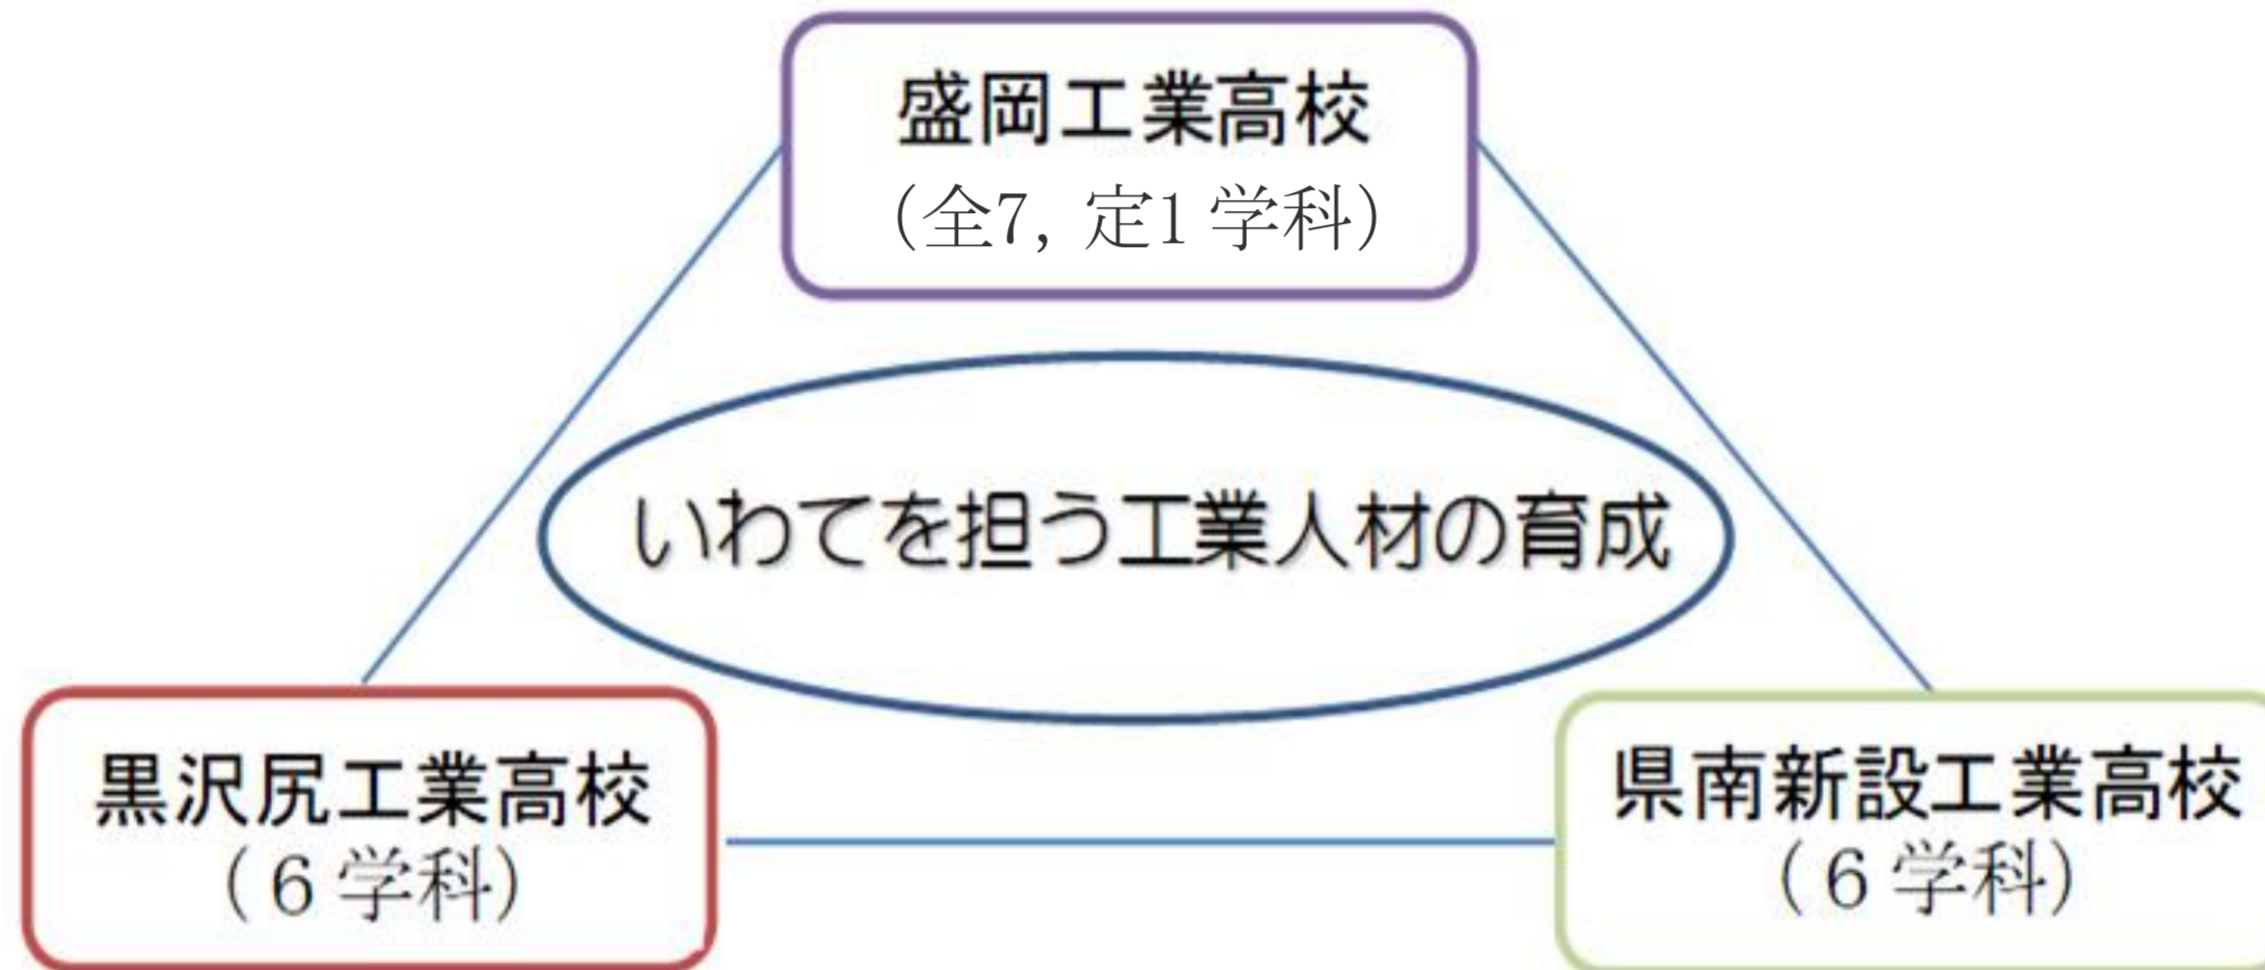 盛岡工業高校
(全7, 定1 学科)
いわてを担う工業人材の育成
黒沢尻工業高校
( 6 学科)
県南新設工業高校
( 6 学科)